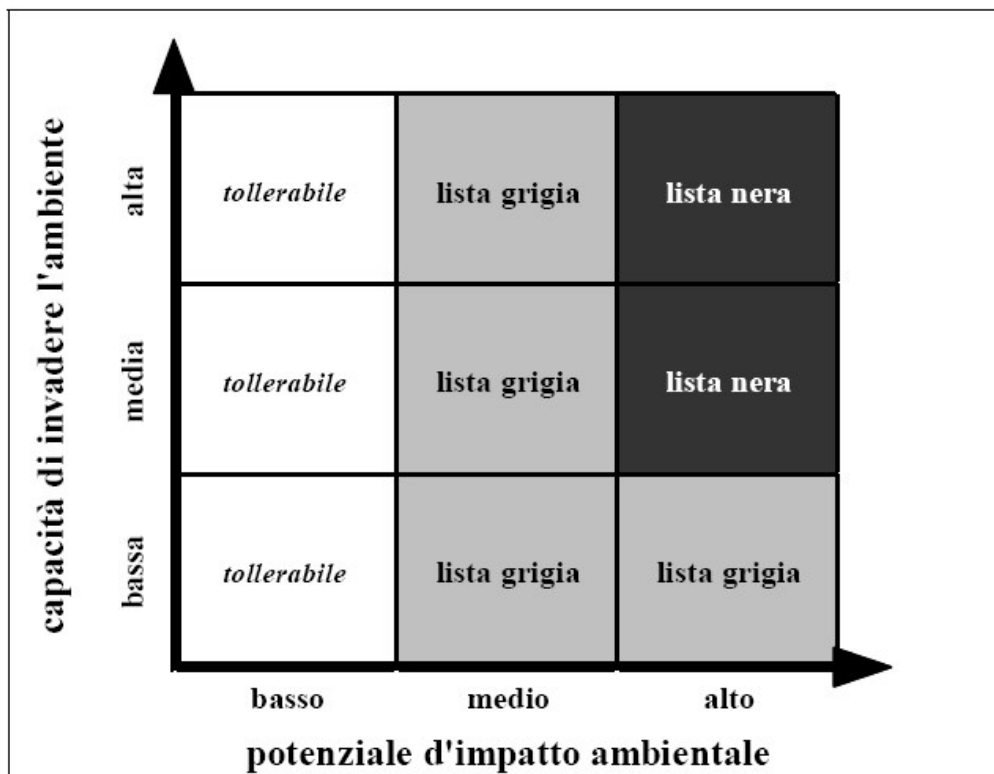 capacità di invadere l'ambiente
alta
tollerabile
lista grigia
lista nera
media
tollerabile
lista grigia
lista nera
bassa
tollerabile
lista grigia
lista grigia
basso
medio
alto
potenziale d'impatto ambientale